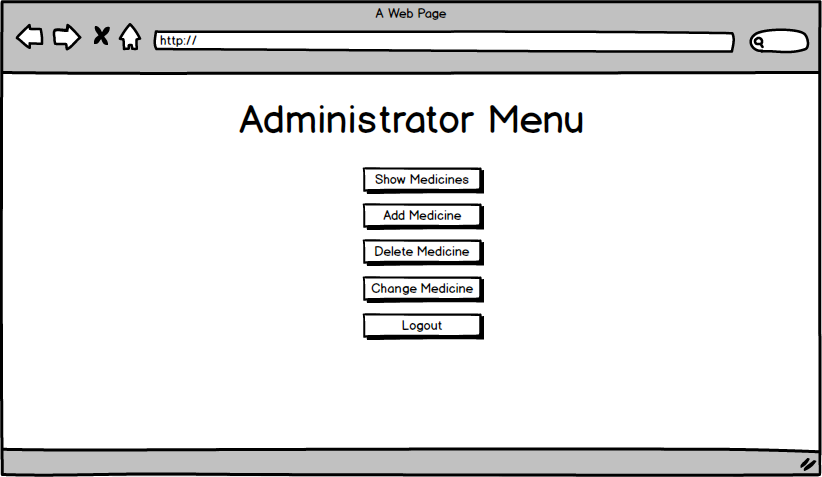 A Web Page
http://
Administrator Menu
Show Medicines
Add Medicine
Delete Medicine
Change Medicine
Logout